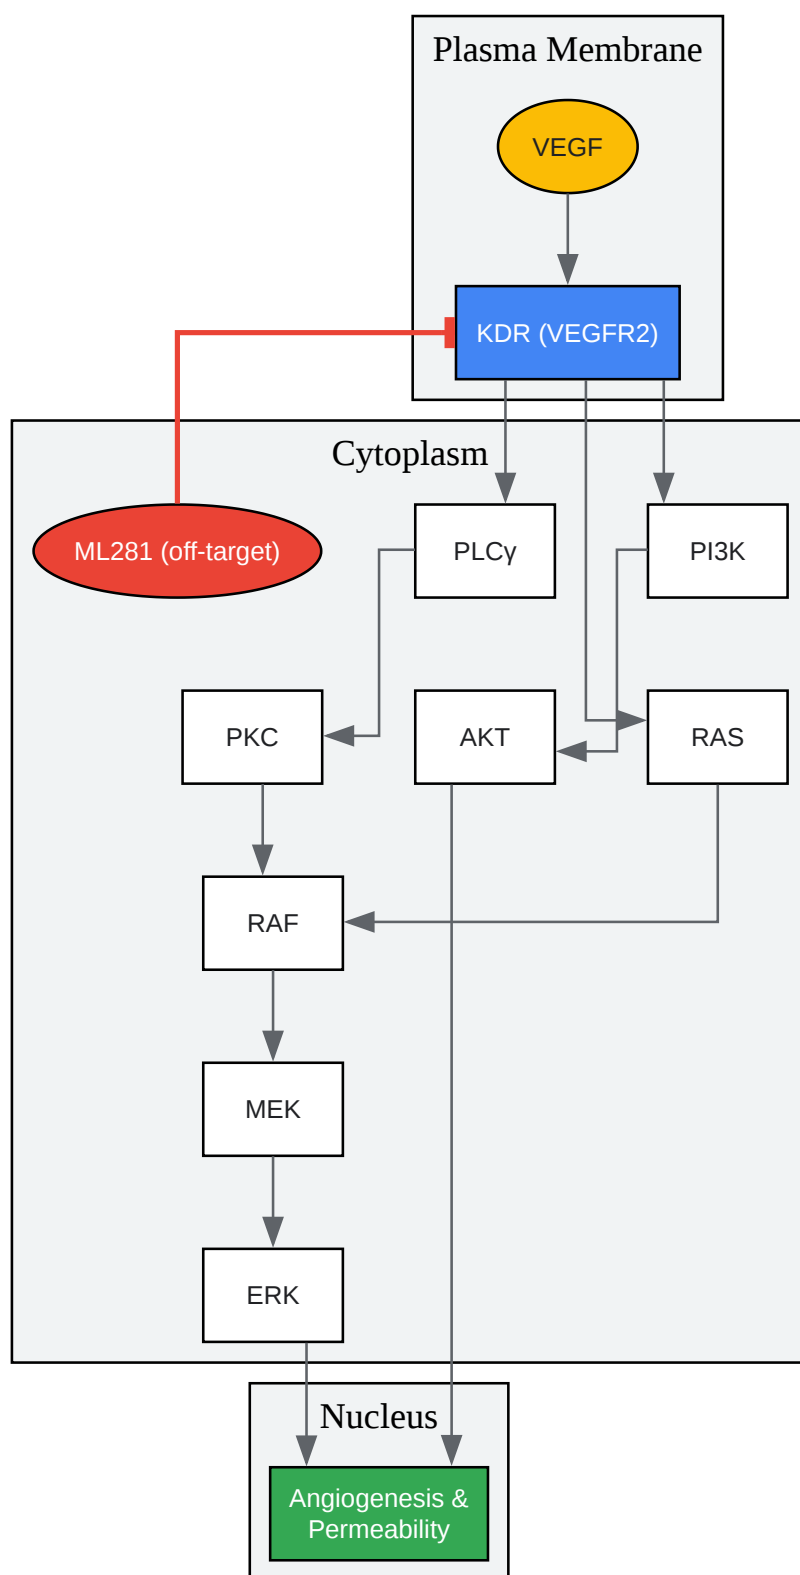 Plasma Membrane
VEGF
KDR (VEGFR2)
Cytoplasm
ML281 (off-target)
PLCγ
PI3K
PKC
AKT
RAS
RAF
MEK
ERK
Nucleus
Angiogenesis &
Permeability